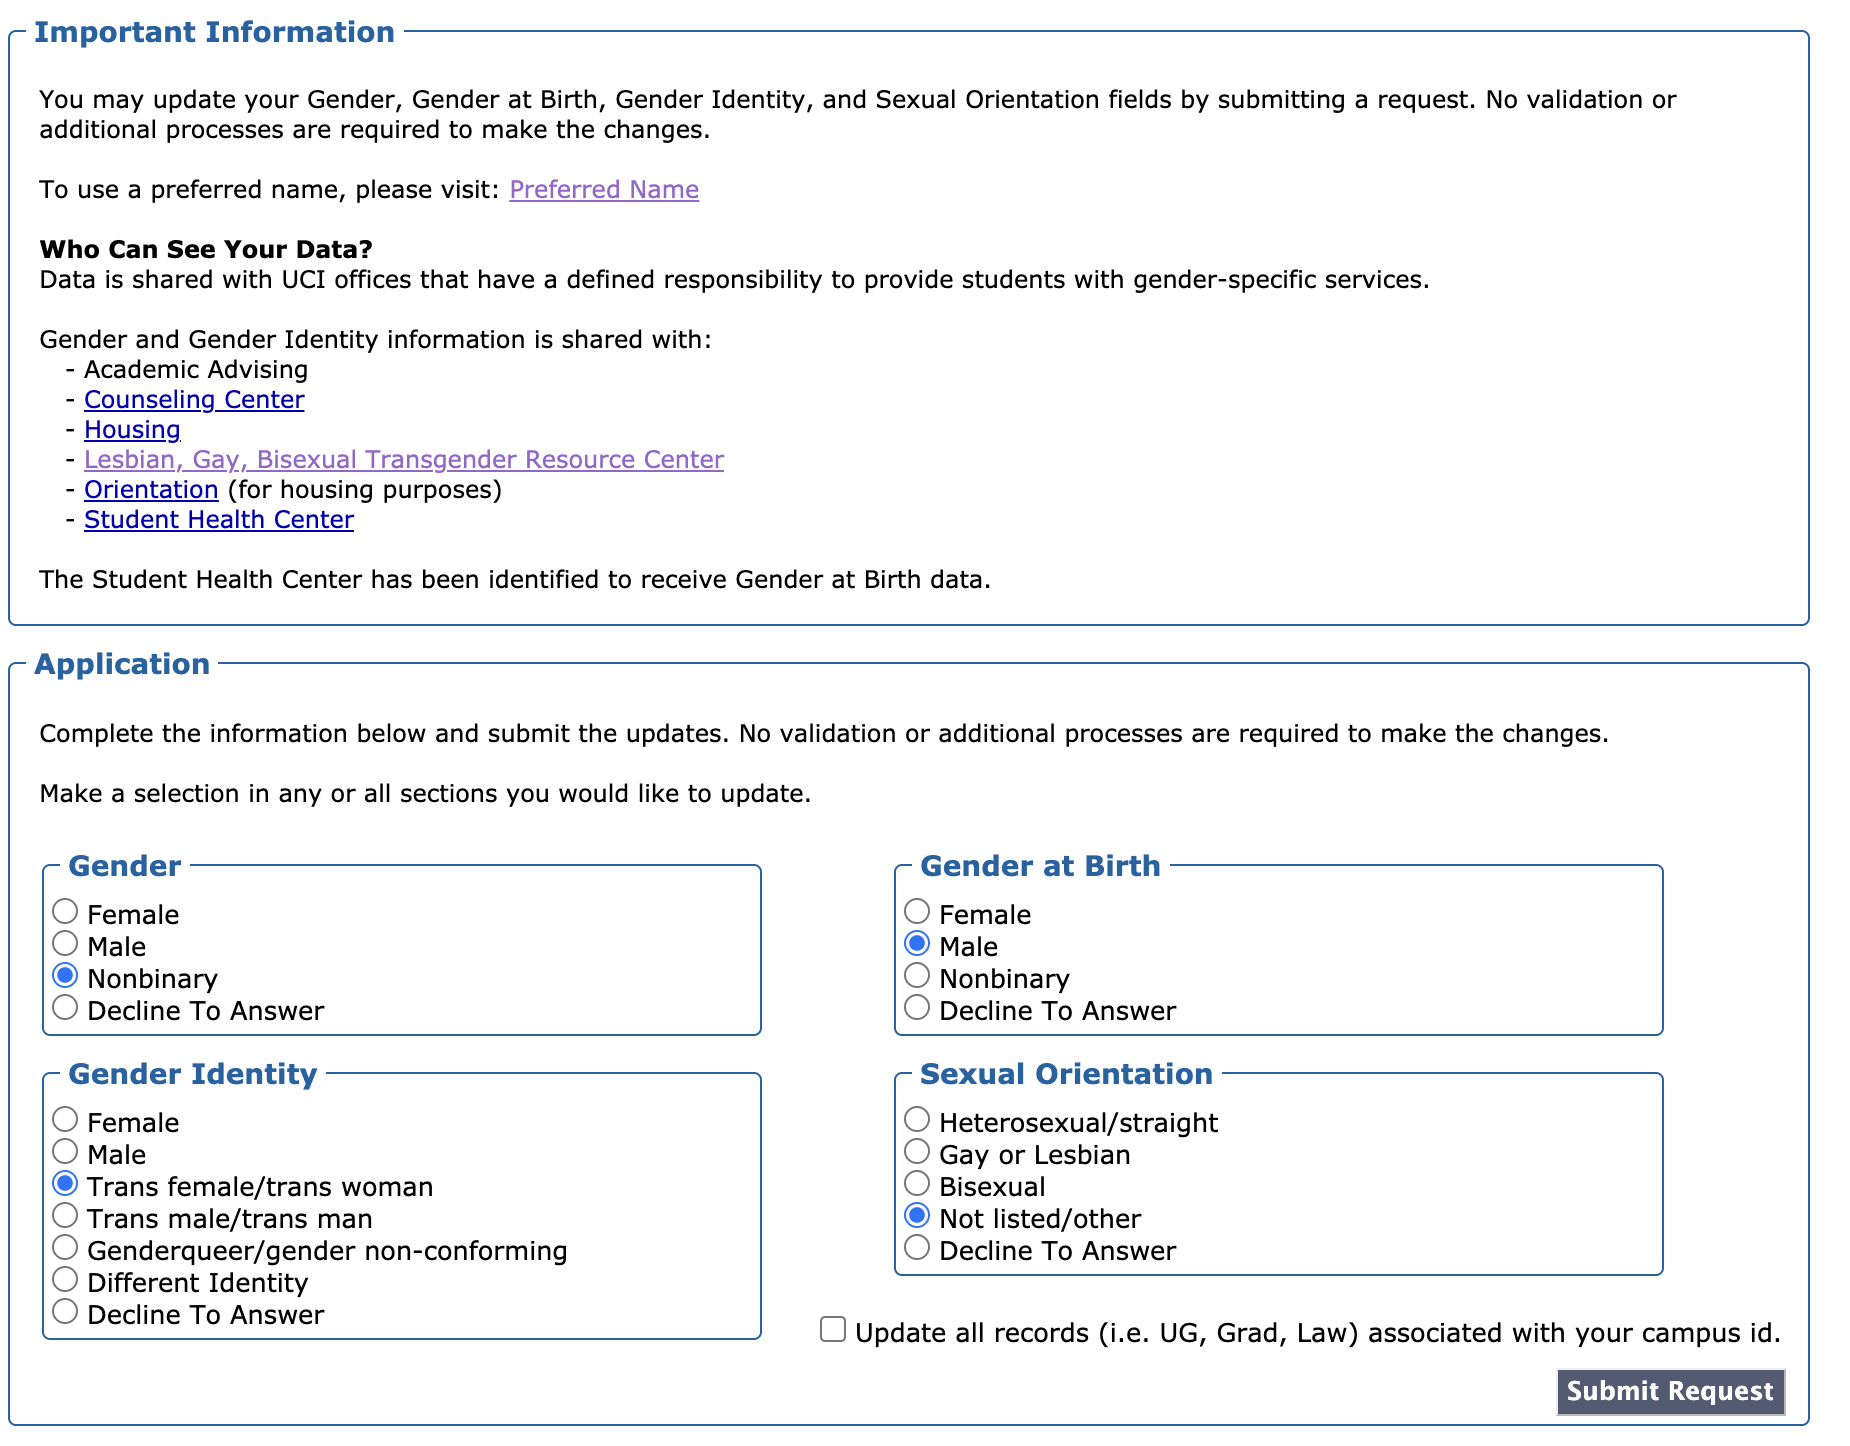 Important Information
You may update your Gender, Gender at Birth, Gender Identity, and Sexual Orientation fields by submitting a request. No validation or
additional processes are required to make the changes.
To use a preferred name, please visit: Preferred Name
Who Can See Your Data?
Data is shared with UCI offices that have a defined responsibility to provide students with gender-specific services.
Gender and Gender Identity information is shared with:
- Academic Advising
- Counseling Center
- Housing
- Lesbian, Gay, Bisexual Transgender Resource Center
- Orientation (for housing purposes)
- Student Health Center
The Student Health Center has been identified to receive Gender at Birth data.
Application
Complete the information below and submit the updates. No validation or additional processes are required to make the changes.
Make a selection in any or all sections you would like to update.
Gender
Female
Male
Nonbinary
Decline To Answer
Gender at Birth
Female
Male
Nonbinary
Decline To Answer
Gender Identity
Female
Male
Trans female/trans woman
Trans male/trans man
Genderqueer/gender non-conforming
Different Identity
Decline To Answer
Sexual Orientation
Heterosexual/straight
Gay or Lesbian
Bisexual
Not listed/other
Decline To Answer
Update all records (i.e. UG, Grad, Law) associated with your campus id.
Submit Request